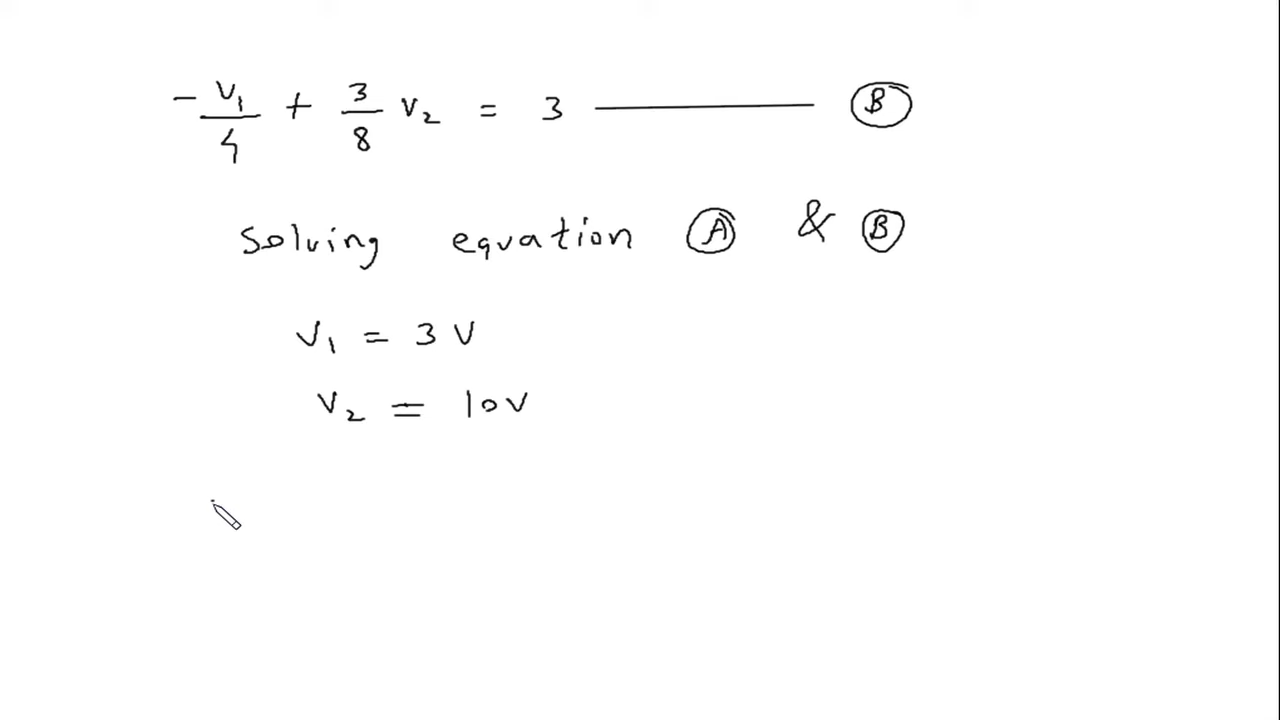 - V₁/4 + 3/8 V₂ = 3 ——— Ⓑ
Solving equation Ⓐ & Ⓑ
V₁ = 3 V
V₂ = 10V